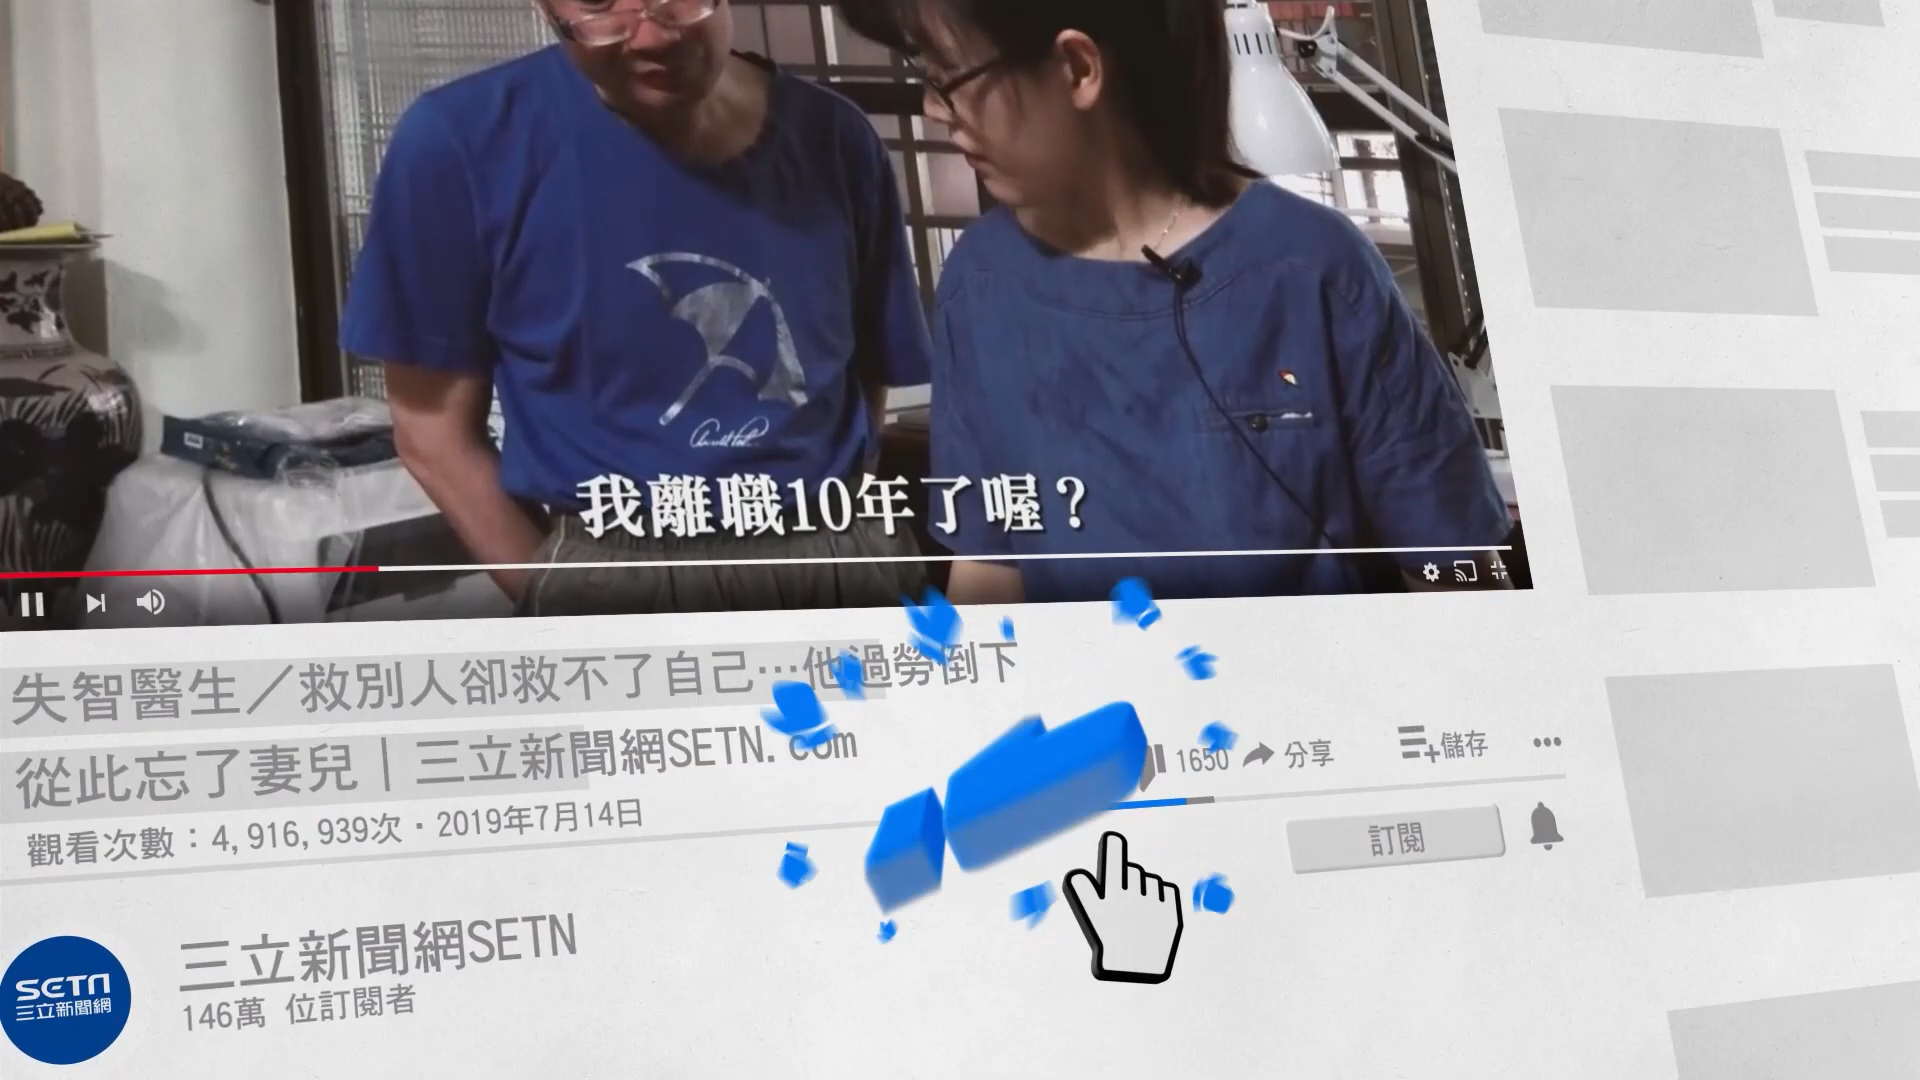 我離職10年了喔？
失智醫生／救別人卻救不了自己…他過勞倒下
從此忘了妻兒｜三立新聞網SETN.com
1650 分享 儲存
觀看次數：4,916,939次・2019年7月14日
訂閱
三立新聞網SETN
146萬 位訂閱者
SETN
三立新聞網